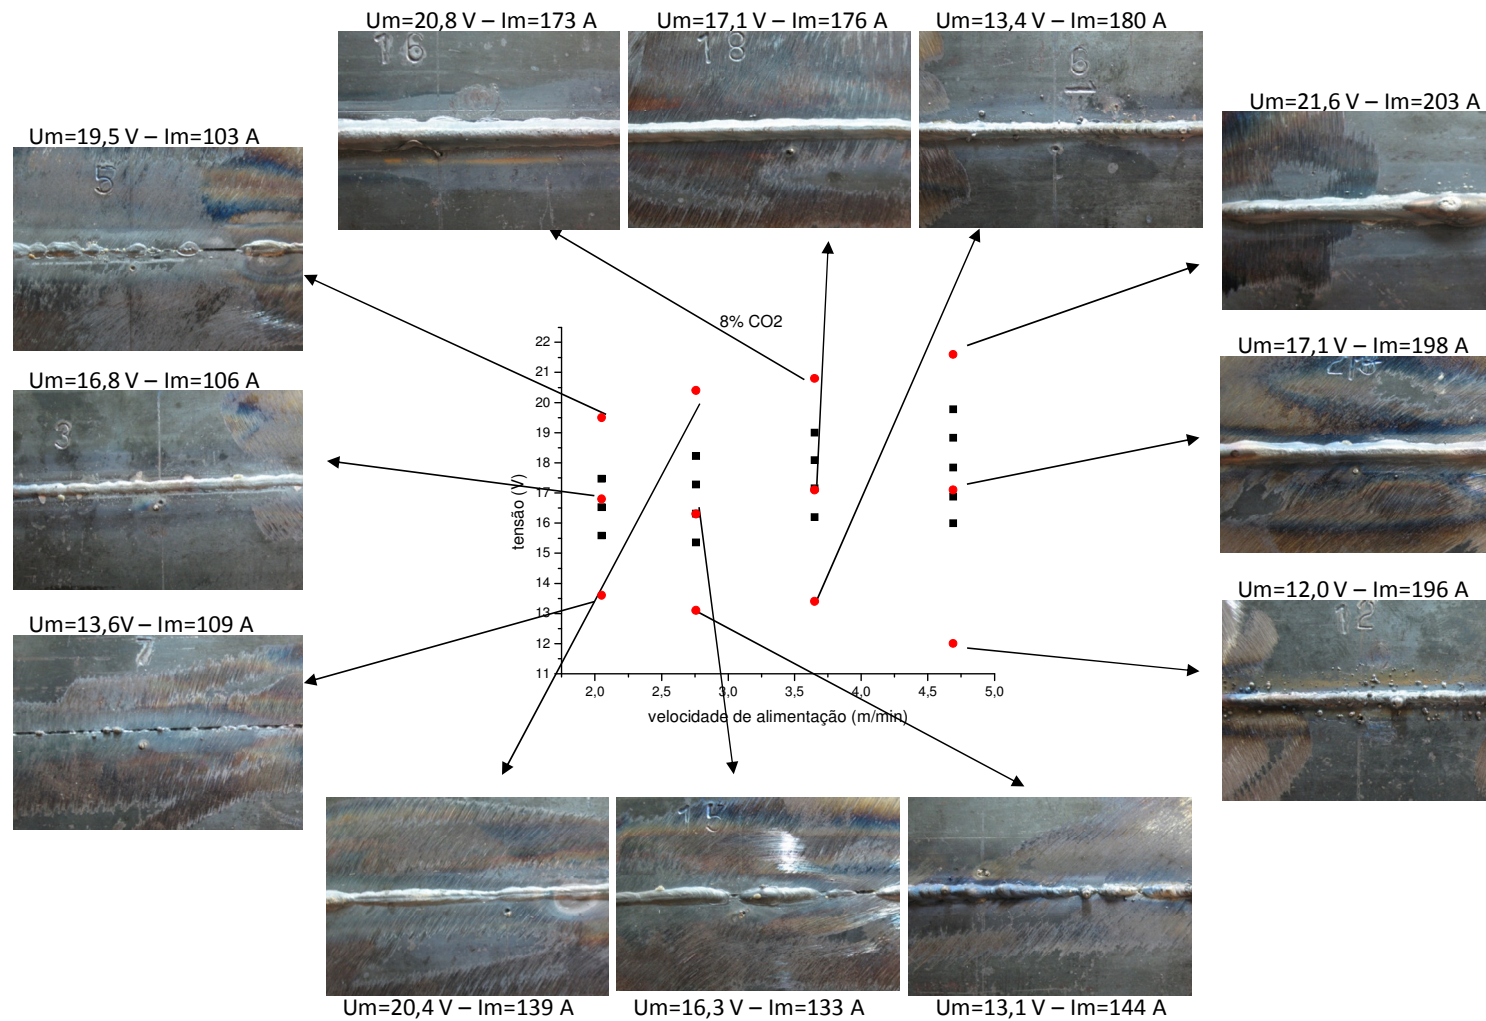 Um=20,8 V – Im=173 A
Um=17,1 V – Im=176 A
Um=13,4 V – Im=180 A
16
18
6
1
Um=21,6 V – Im=203 A
Um=19,5 V – Im=103 A
5
8% CO2
Um=17,1 V – Im=198 A
Um=16,8 V – Im=106 A
3
22
21
20
19
18
17
16
15
14
13
12
11
tensão (V)
2,0
2,5
3,0
3,5
4,0
4,5
5,0
velocidade de alimentação (m/min)
Um=12,0 V – Im=196 A
12
Um=13,6V – Im=109 A
7
15
Um=20,4 V – Im=139 A
Um=16,3 V – Im=133 A
Um=13,1 V – Im=144 A